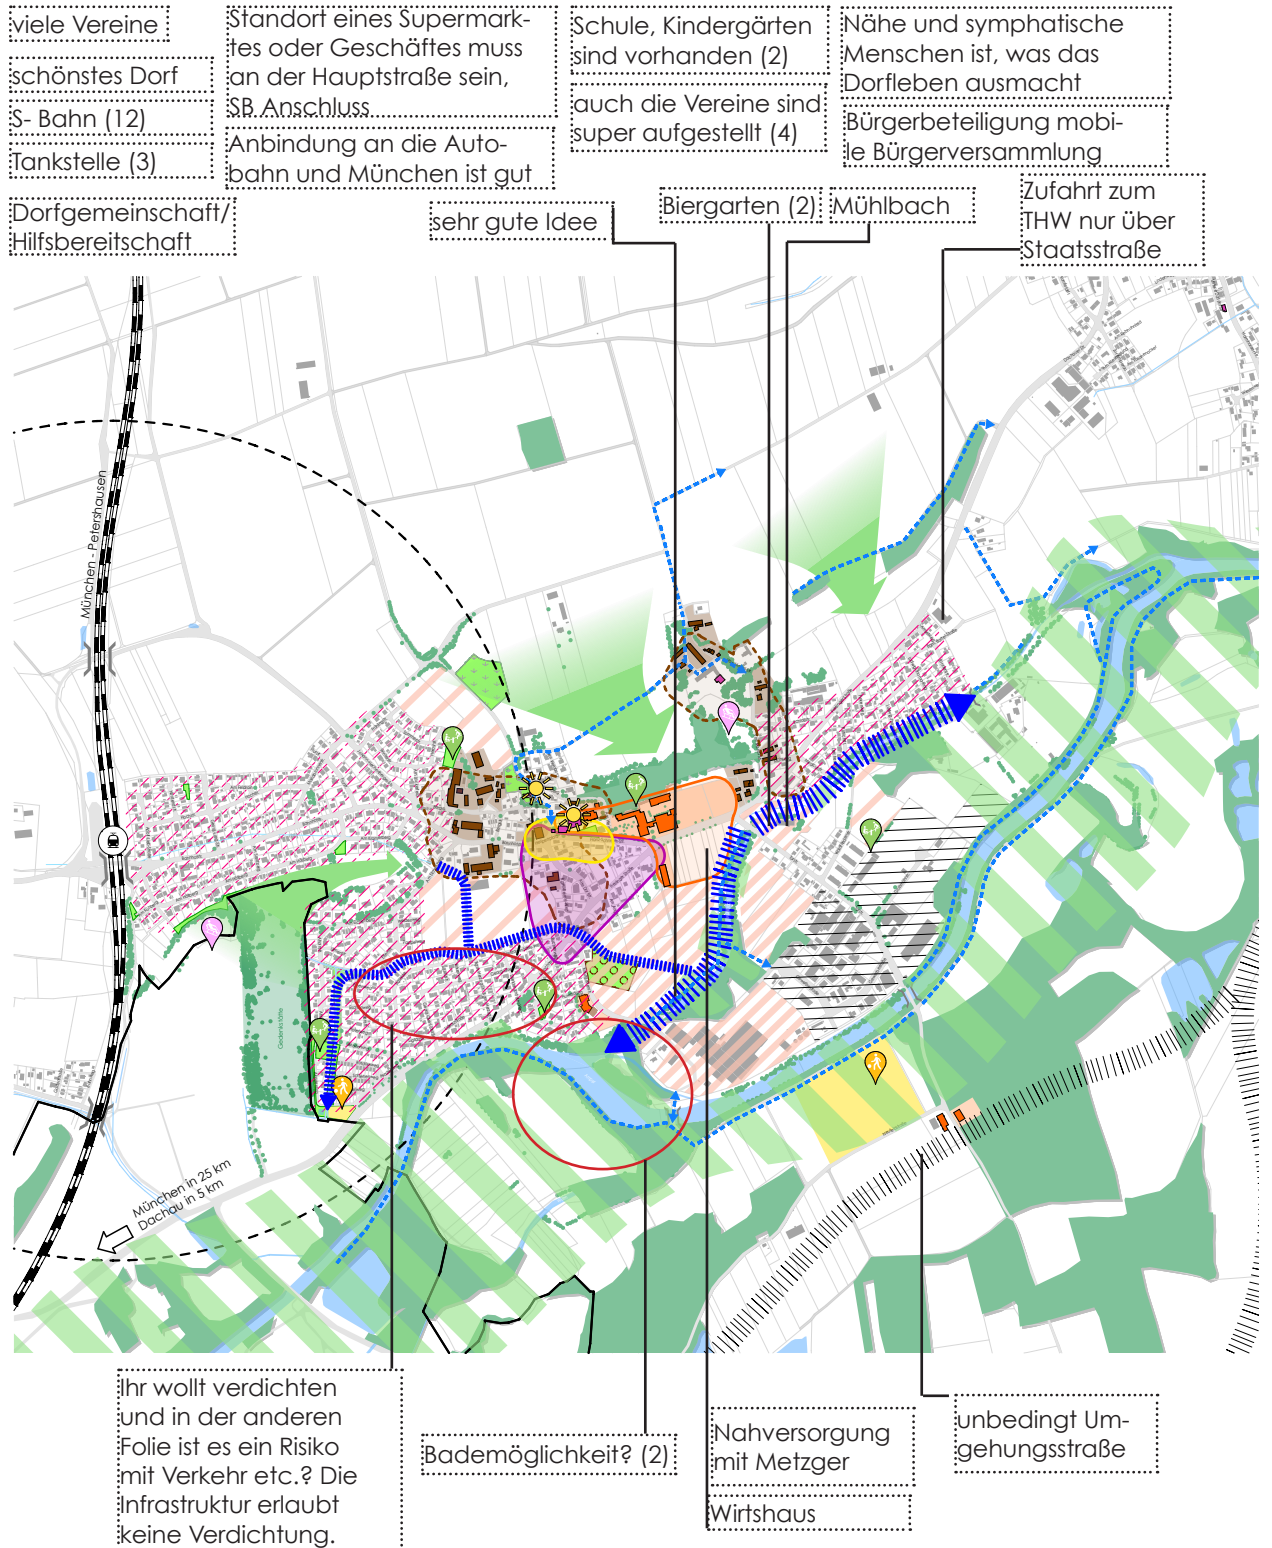 viele Vereine
schönstes Dorf
S- Bahn (12)
Tankstelle (3)
Dorfgemeinschaft/
Hilfsbereitschaft
Standort eines Supermark-
tes oder Geschäftes muss
an der Hauptstraße sein,
SB Anschluss
Anbindung an die Auto-
bahn und München ist gut
sehr gute Idee
Schule, Kindergärten
sind vorhanden (2)
auch die Vereine sind
super aufgestellt (4)
Biergarten (2)
Mühlbach
Nähe und symphatische
Menschen ist, was das
Dorfleben ausmacht
Bürgerbeteiligung mobi-
le Bürgerversammlung
Zufahrt zum
THW nur über
Staatsstraße
München - Petershausen
Gedenkstätte
München in 25 km
Dachau in 5 km
Ihr wollt verdichten
und in der anderen
Folie ist es ein Risiko
mit Verkehr etc.? Die
Infrastruktur erlaubt
keine Verdichtung.
Bademöglichkeit? (2)
Nahversorgung
mit Metzger
Wirtshaus
unbedingt Um-
gehungsstraße